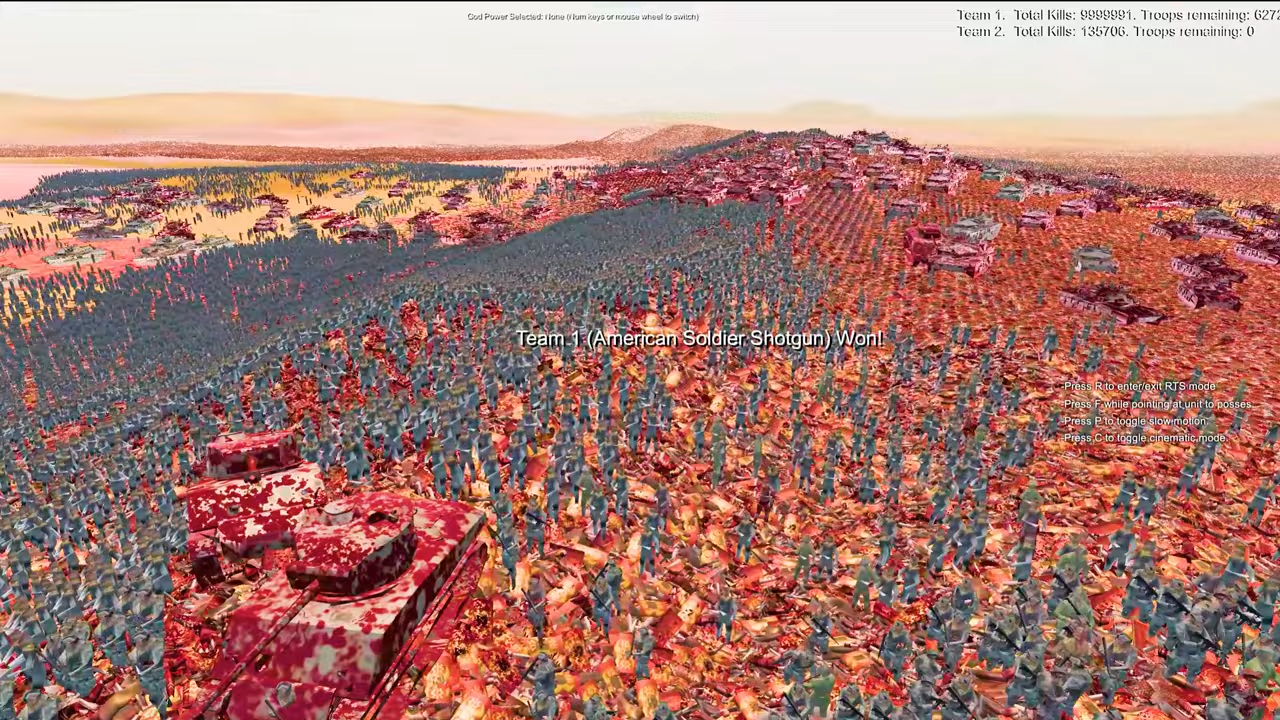 God Power Selected: None (Num keys or mouse wheel to switch)
Team 1. Total Kills: 9999991. Troops remaining: 6272
Team 2. Total Kills: 135706. Troops remaining: 0
Team 1 (American Soldier Shotgun) Won!
-Press R to enter/exit RTS mode
-Press F while pointing at unit to posses.
-Press P to toggle slow motion.
-Press C to toggle cinematic mode.